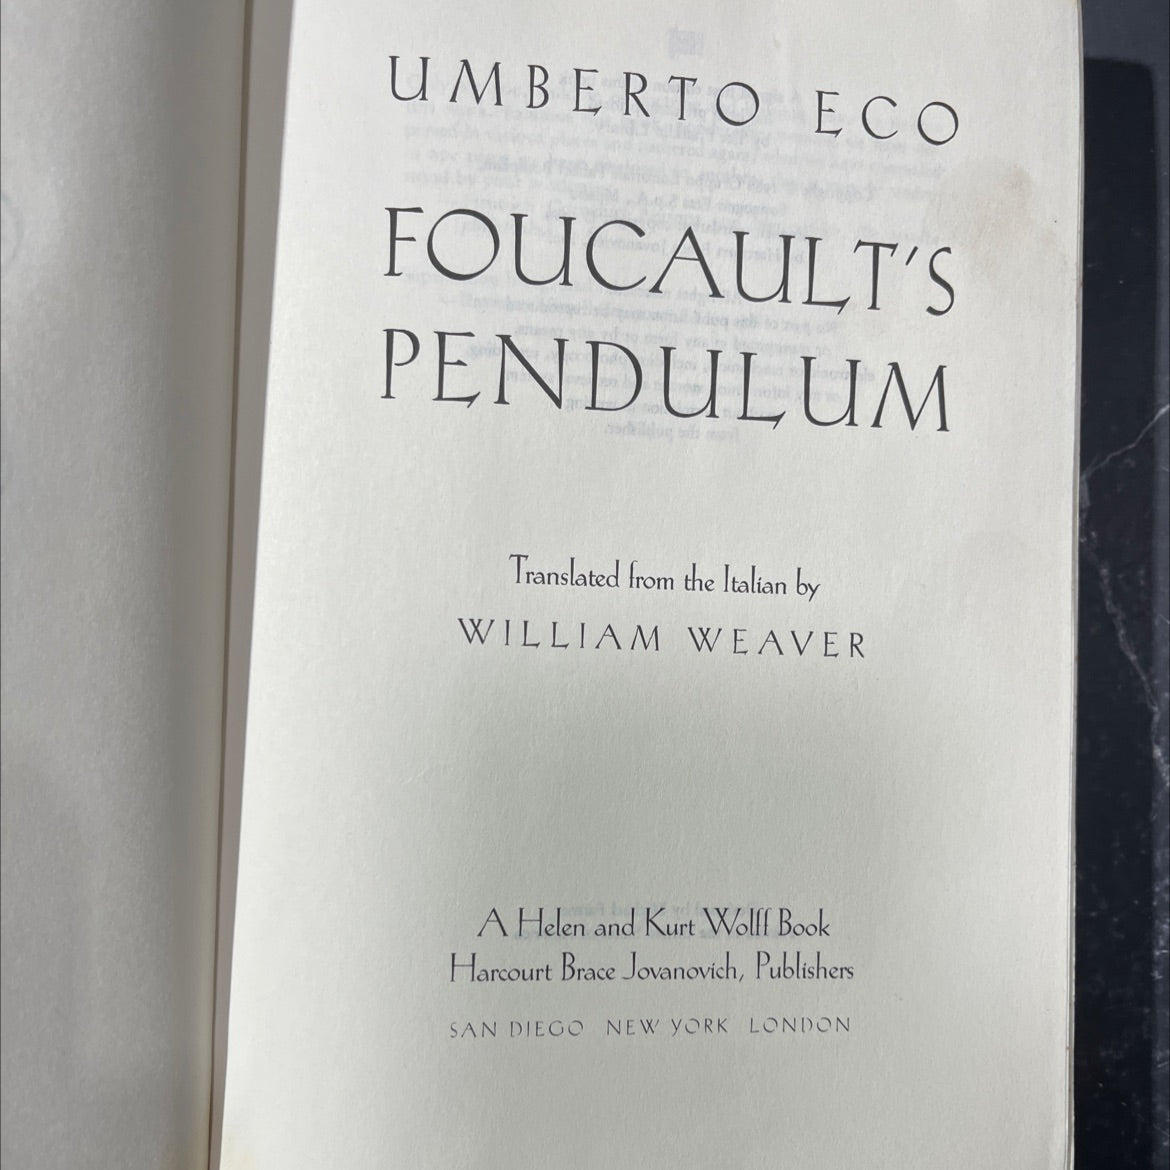 UMBERTO ECO
FOUCAULT'S
PENDULUM
Translated from the Italian by
WILLIAM WEAVER
A Helen and Kurt Wolff Book
Harcourt Brace Jovanovich, Publishers
SAN DIEGO NEW YORK LONDON